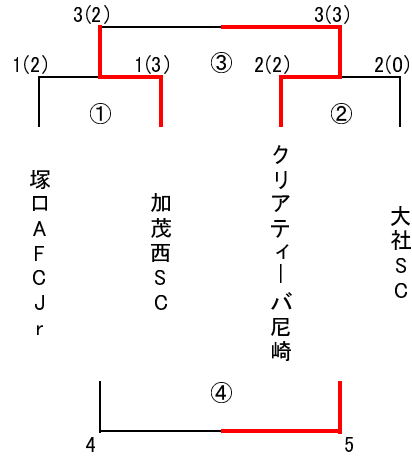 3(2) 3(3)
1(2) 1(3) ③ 2(2) 2(0)
① ②
塚口AFCJr
加茂西SC
クリアティーバ尼崎
大社SC
④
4 5